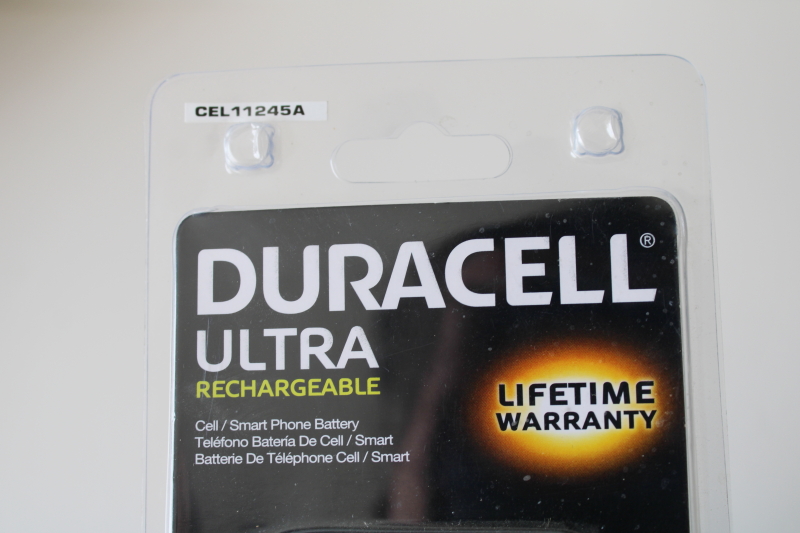 CEL11245A
DURACELL®
ULTRA
RECHARGEABLE
LIFETIME
WARRANTY
Cell / Smart Phone Battery
Teléfono Batería De Cell / Smart
Batterie De Téléphone Cell / Smart